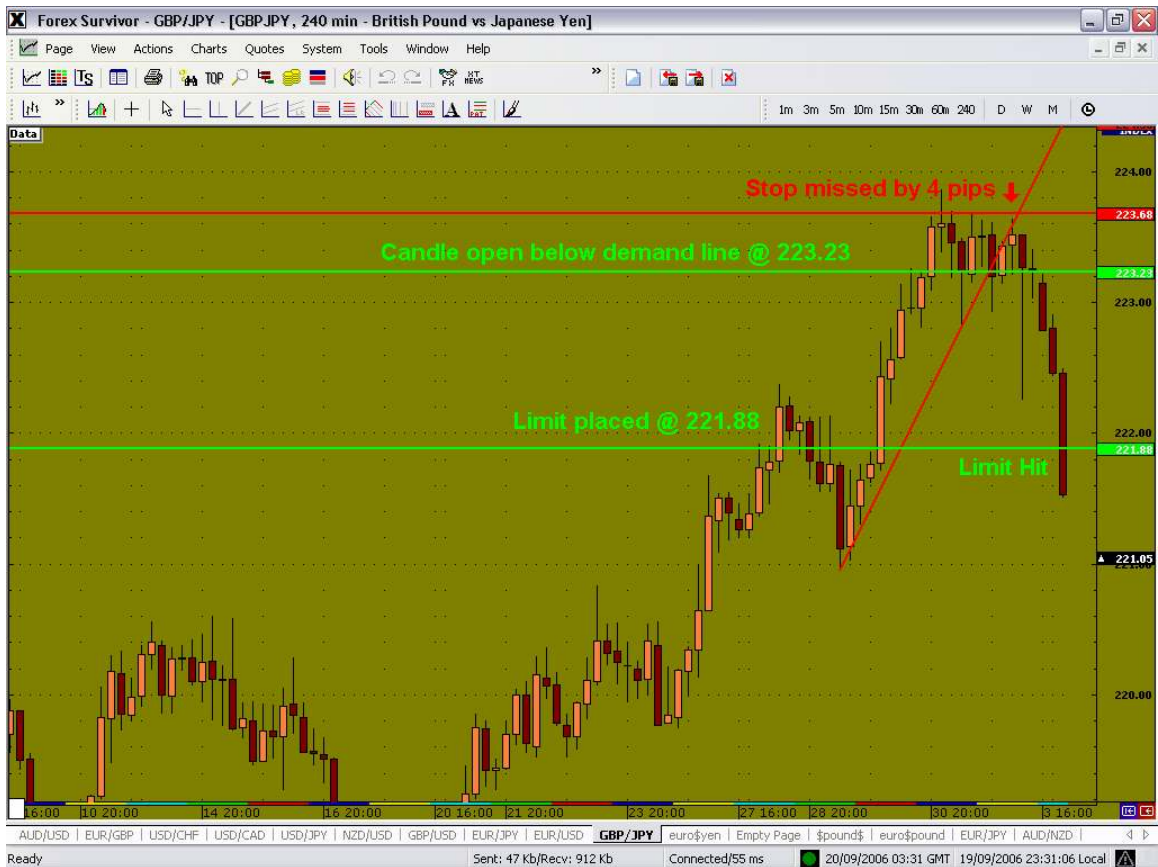 Forex Survivor - GBP/JPY - [GBPJPY, 240 min - British Pound vs Japanese Yen]
Page View Actions Charts Quotes System Tools Window Help
TS TOP FX XT NEWS »
» A PAT 1m 3m 5m 10m 15m 30m 60m 240 D W M
Data
INDEX
224.00
Stop missed by 4 pips
223.68
Candle open below demand line @ 223.23
223.23
223.00
Limit placed @ 221.88
222.00
221.88
Limit Hit
221.05
220.00
16:00 10 20:00 14 20:00 16 20:00 20 16:00 21 20:00 23 20:00 27 16:00 28 20:00 30 20:00 3 16:00
AUD/USD | EUR/GBP | USD/CHF | USD/CAD | USD/JPY | NZD/USD | GBP/USD | EUR/JPY | EUR/USD | GBP/JPY | euro$yen | Empty Page | $pound$ | euro$pound | EUR/JPY | AUD/NZD |
Ready Sent: 47 Kb/Recv: 912 Kb Connected/55 ms 20/09/2006 03:31 GMT 19/09/2006 23:31:06 Local